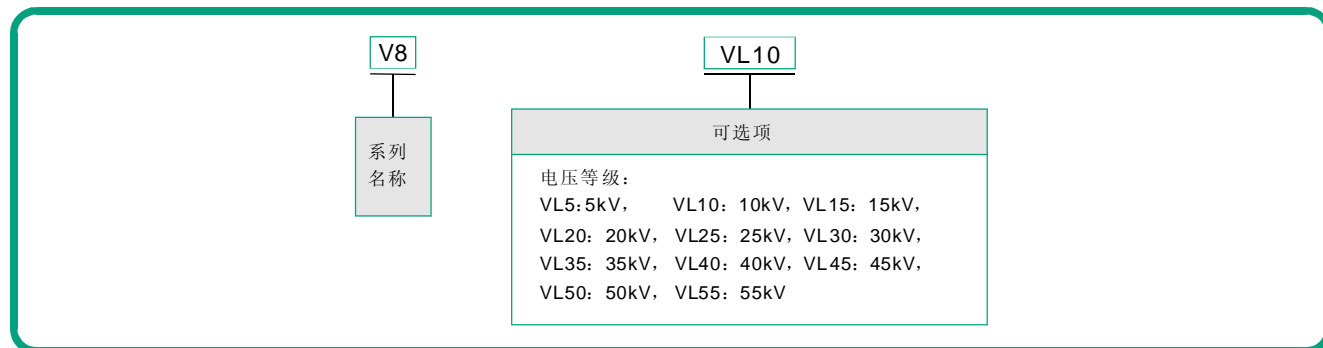 V8
VL10
系列
名称
可选项
电压等级：
VL5:5kV， VL10：10kV，VL15：15kV，
VL20：20kV， VL25：25kV，VL30：30kV，
VL35：35kV， VL40：40kV，VL45：45kV，
VL50：50kV， VL55：55kV